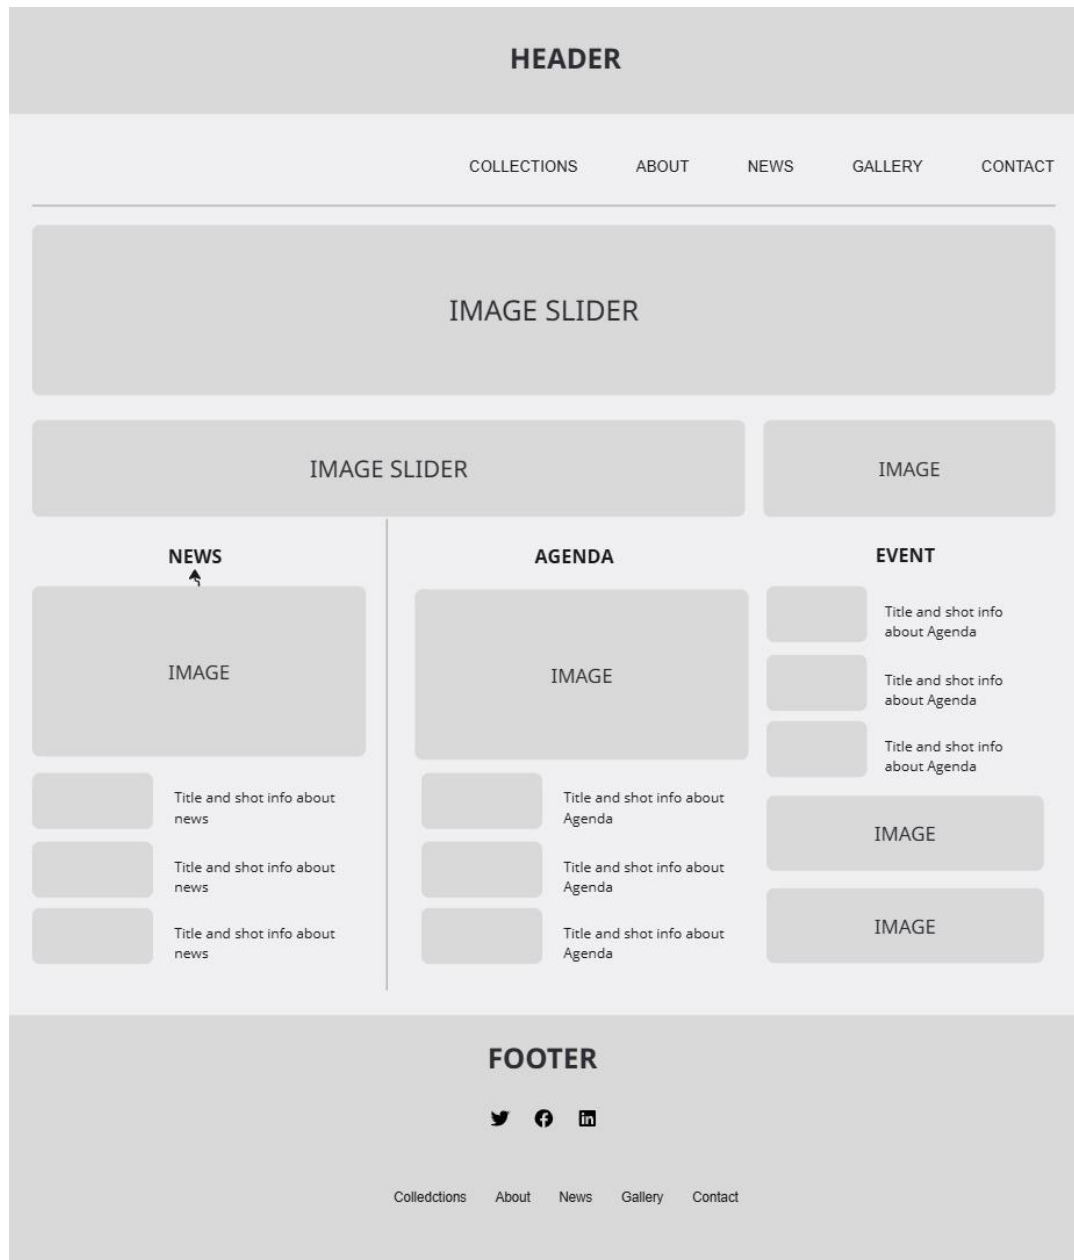 HEADER
COLLECTIONS ABOUT NEWS GALLERY CONTACT
IMAGE SLIDER
IMAGE SLIDER
IMAGE
NEWS
IMAGE
Title and shot info about
news
Title and shot info about
news
Title and shot info about
news
AGENDA
IMAGE
Title and shot info about
Agenda
Title and shot info about
Agenda
Title and shot info about
Agenda
EVENT
Title and shot info
about Agenda
Title and shot info
about Agenda
Title and shot info
about Agenda
IMAGE
IMAGE
FOOTER
Colledctions About News Gallery Contact